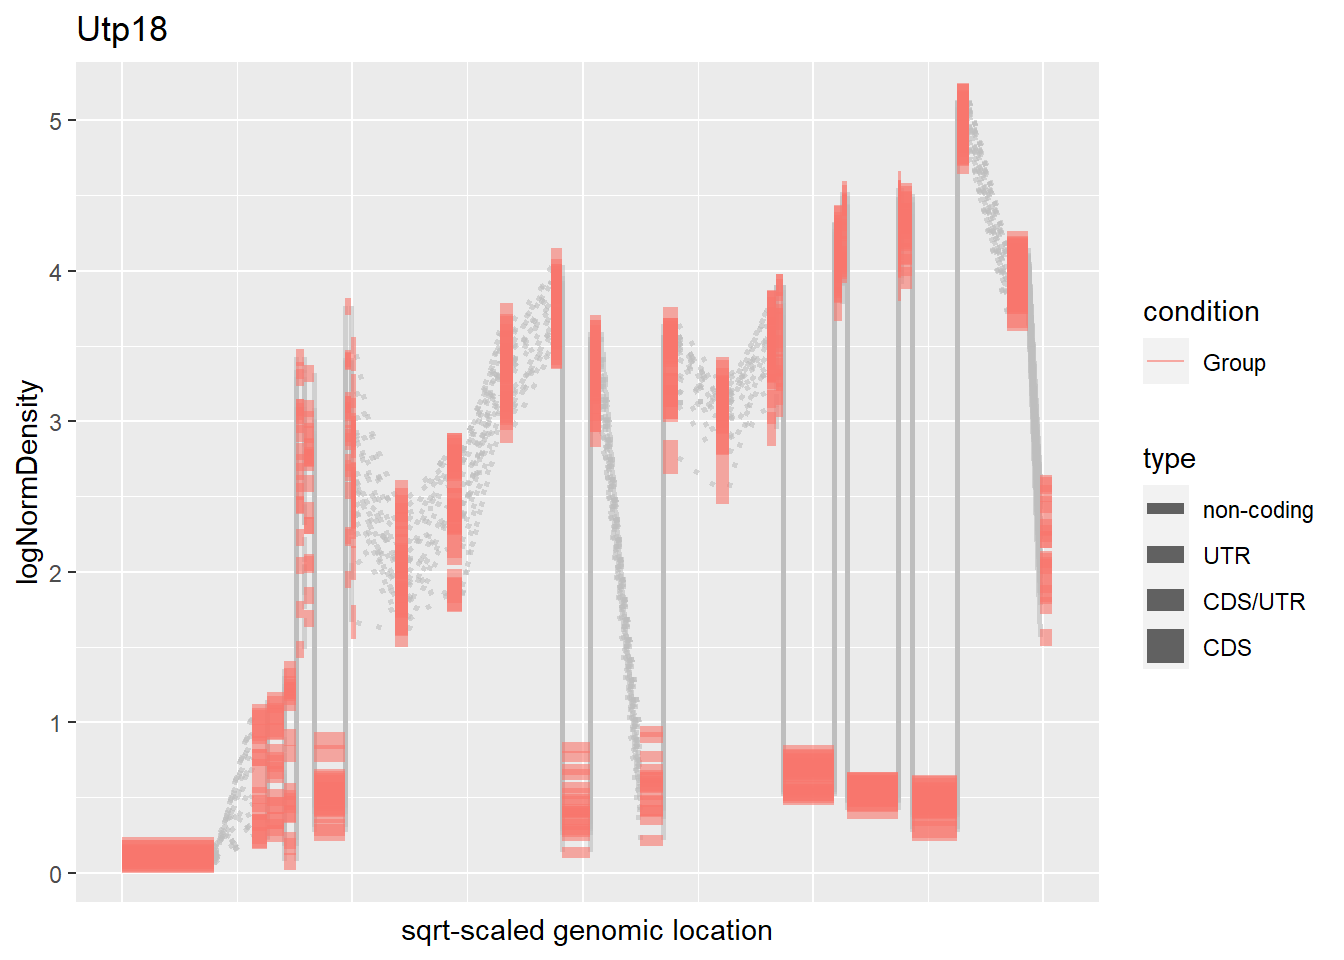 Utp18
5
4
3
2
1
0
logNormDensity
sqrt-scaled genomic location
condition
Group
type
non-coding
UTR
CDS/UTR
CDS